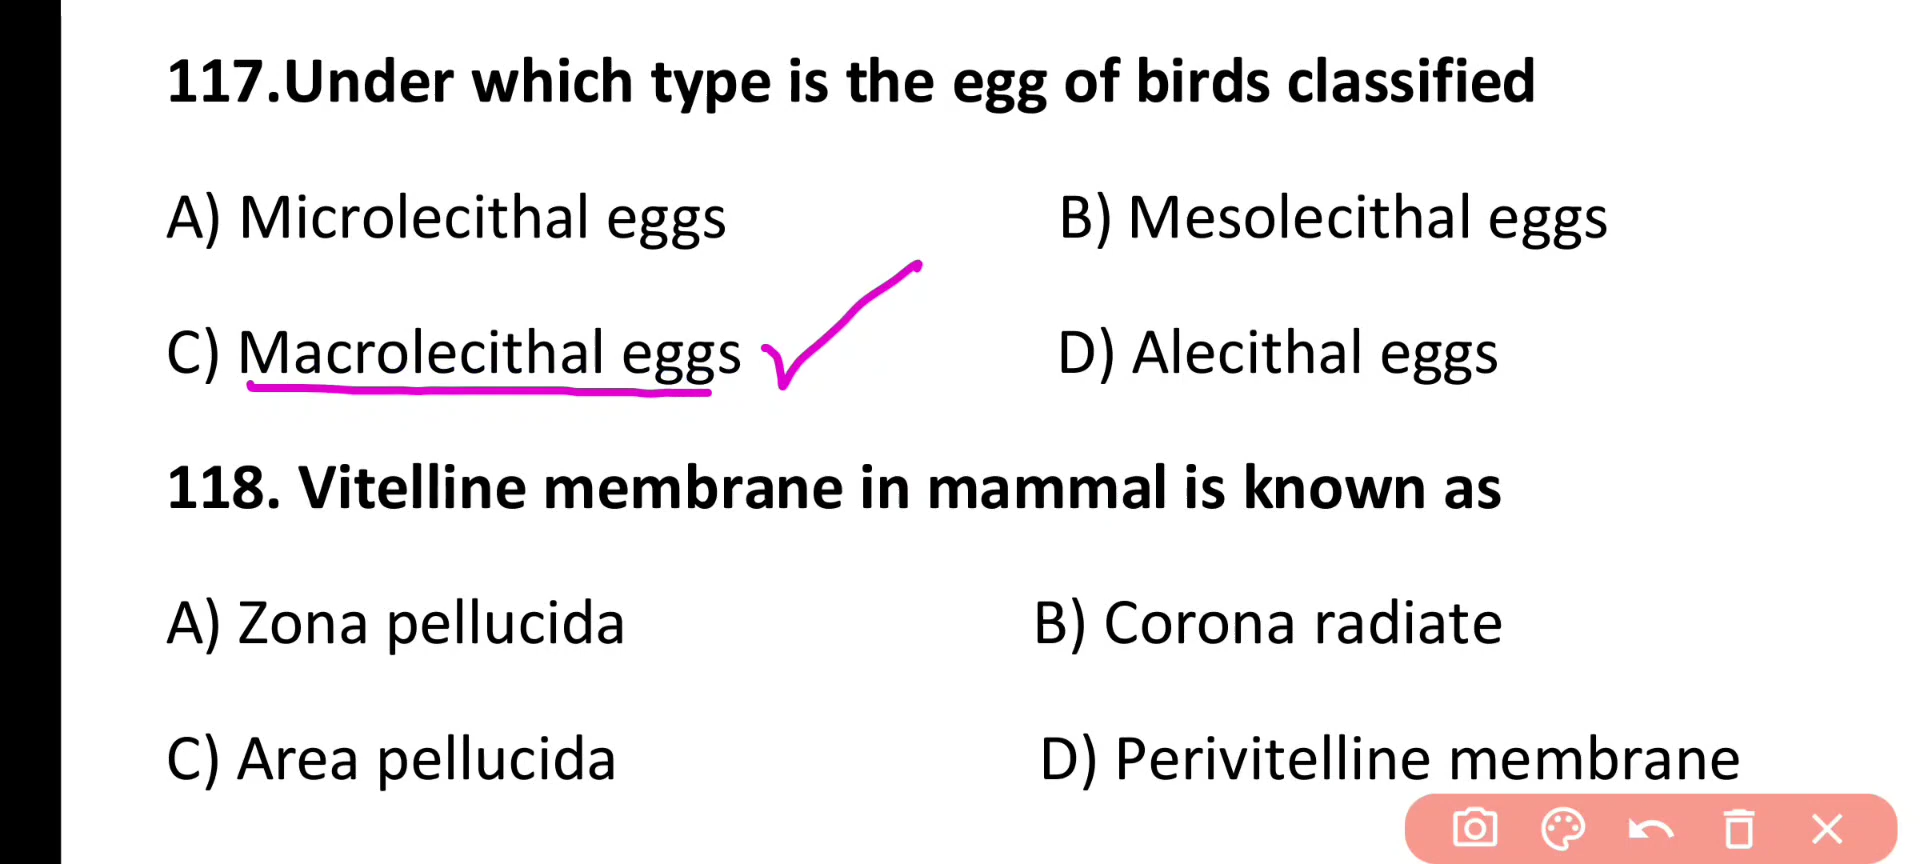 117.Under which type is the egg of birds classified
A) Microlecithal eggs B) Mesolecithal eggs
C) Macrolecithal eggs D) Alecithal eggs
118. Vitelline membrane in mammal is known as
A) Zona pellucida B) Corona radiate
C) Area pellucida D) Perivitelline membrane